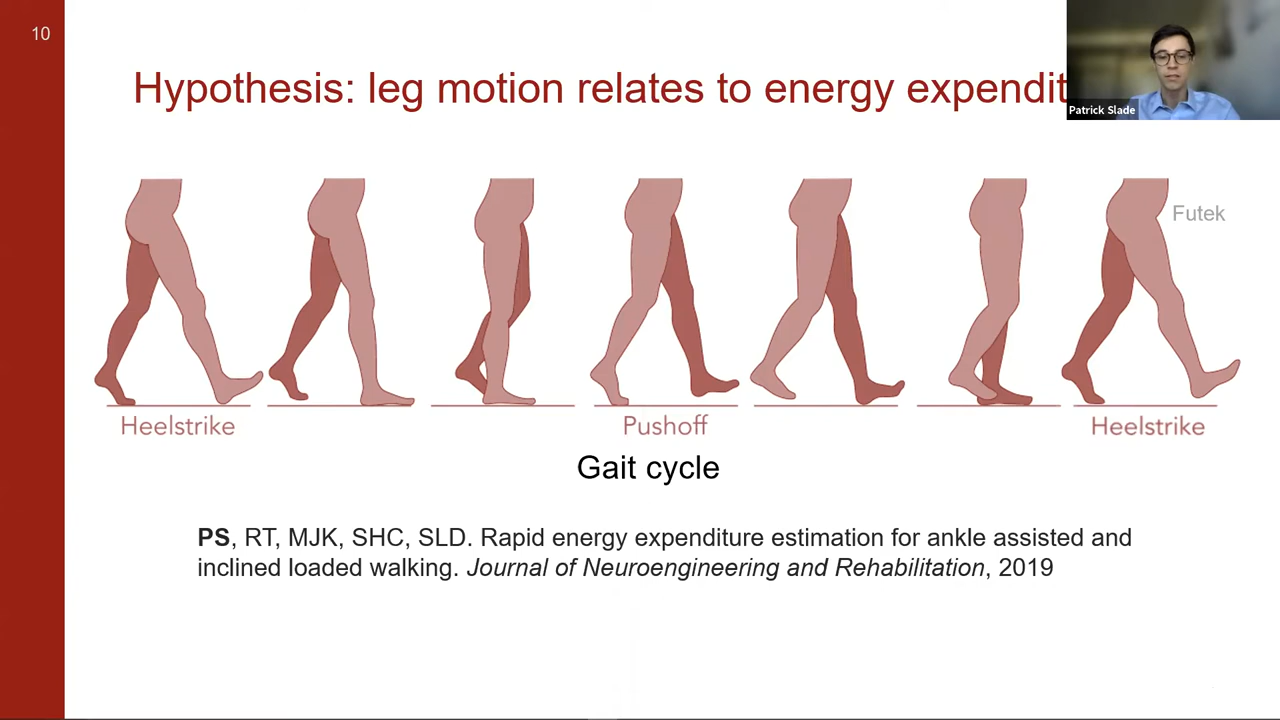 10
Hypothesis: leg motion relates to energy expendit
Patrick Slade
Futek
Heelstrike
Pushoff
Heelstrike
Gait cycle
PS, RT, MJK, SHC, SLD. Rapid energy expenditure estimation for ankle assisted and
inclined loaded walking. Journal of Neuroengineering and Rehabilitation, 2019